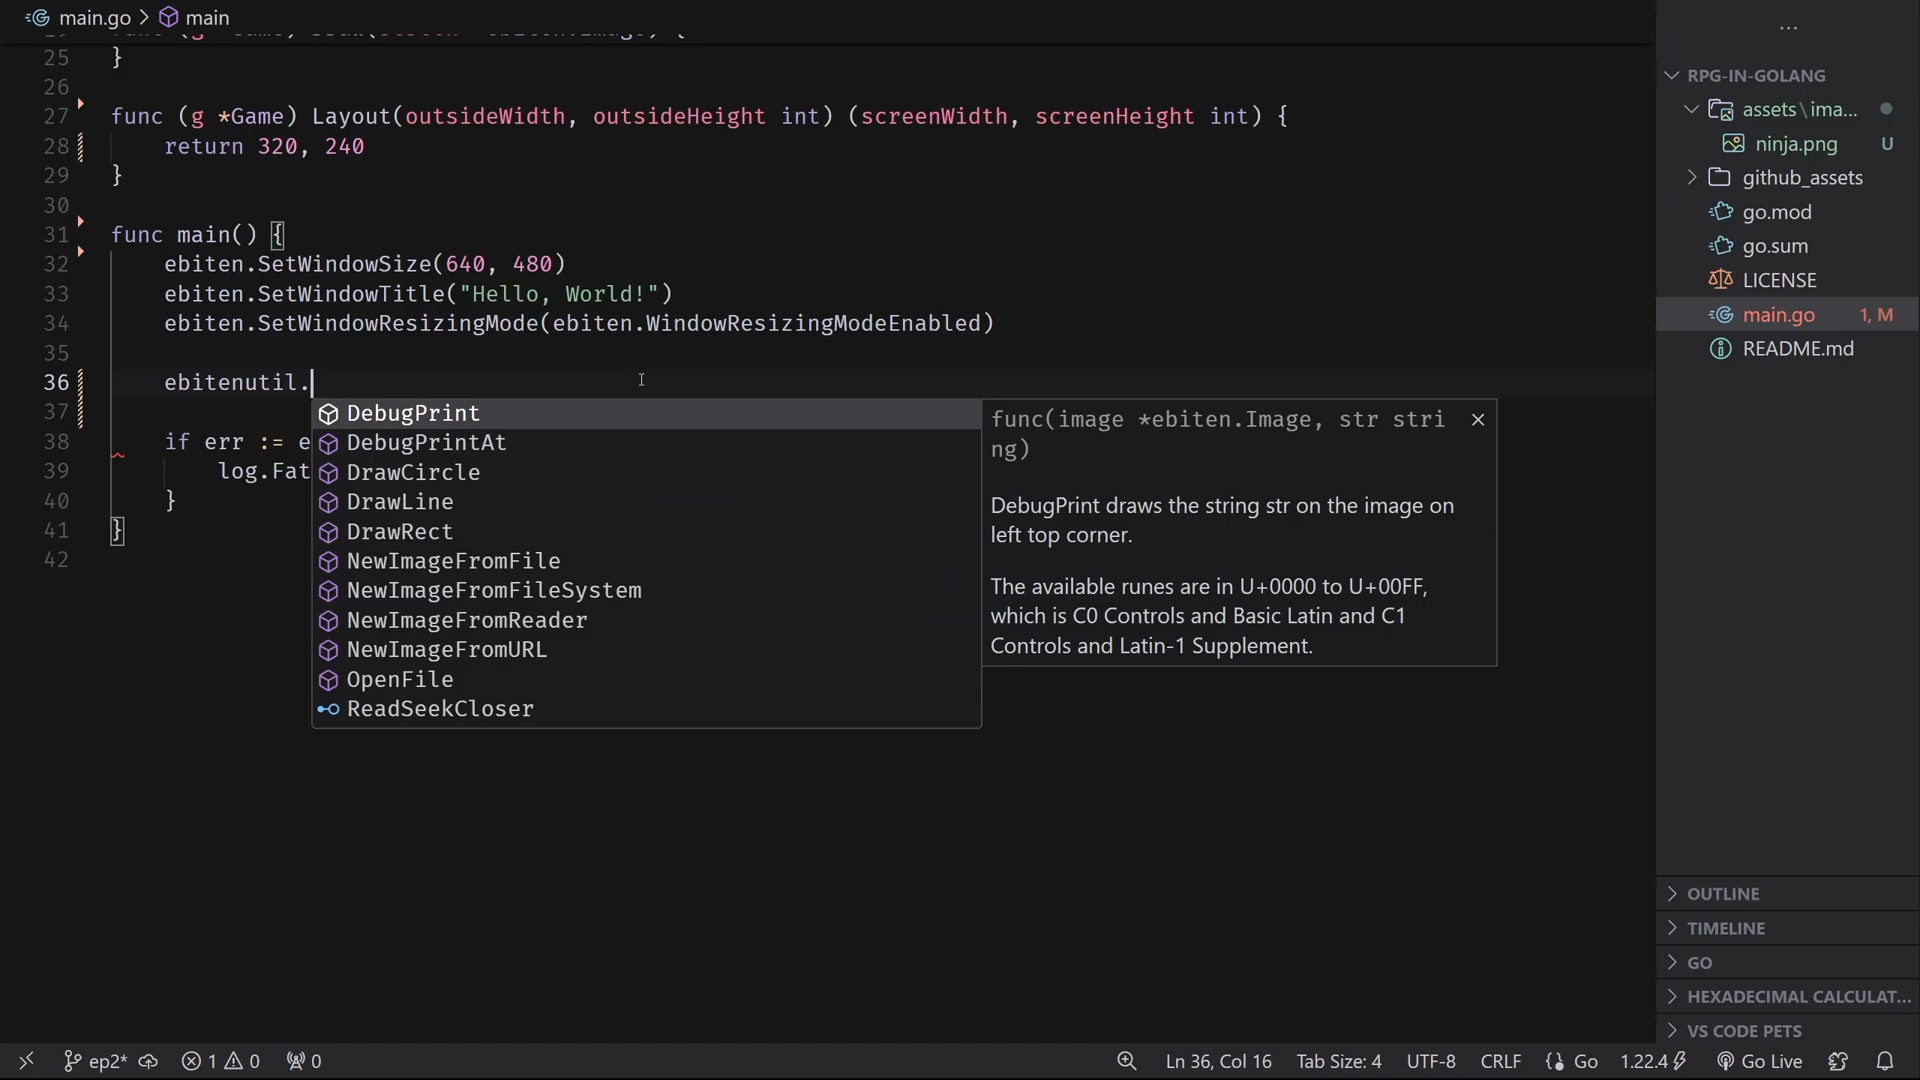 main.go > main
25 }
26
27 func (g *Game) Layout(outsideWidth, outsideHeight int) (screenWidth, screenHeight int) {
28 return 320, 240
29 }
30
31 func main() {
32 ebiten.SetWindowSize(640, 480)
33 ebiten.SetWindowTitle("Hello, World!")
34 ebiten.SetWindowResizingMode(ebiten.WindowResizingModeEnabled)
35
36 ebitenutil.
37
38 if err := e
39 log.Fat
40 }
41 }
42
DebugPrint
DebugPrintAt
DrawCircle
DrawLine
DrawRect
NewImageFromFile
NewImageFromFileSystem
NewImageFromReader
NewImageFromURL
OpenFile
ReadSeekCloser
func(image *ebiten.Image, str stri
ng)
DebugPrint draws the string str on the image on
left top corner.
The available runes are in U+0000 to U+00FF,
which is C0 Controls and Basic Latin and C1
Controls and Latin-1 Supplement.
...
RPG-IN-GOLANG
assets\ima...
ninja.png U
github_assets
go.mod
go.sum
LICENSE
main.go 1, M
README.md
OUTLINE
TIMELINE
GO
HEXADECIMAL CALCULAT...
VS CODE PETS
ep2* 1 0 0 Ln 36, Col 16 Tab Size: 4 UTF-8 CRLF Go 1.22.4 Go Live